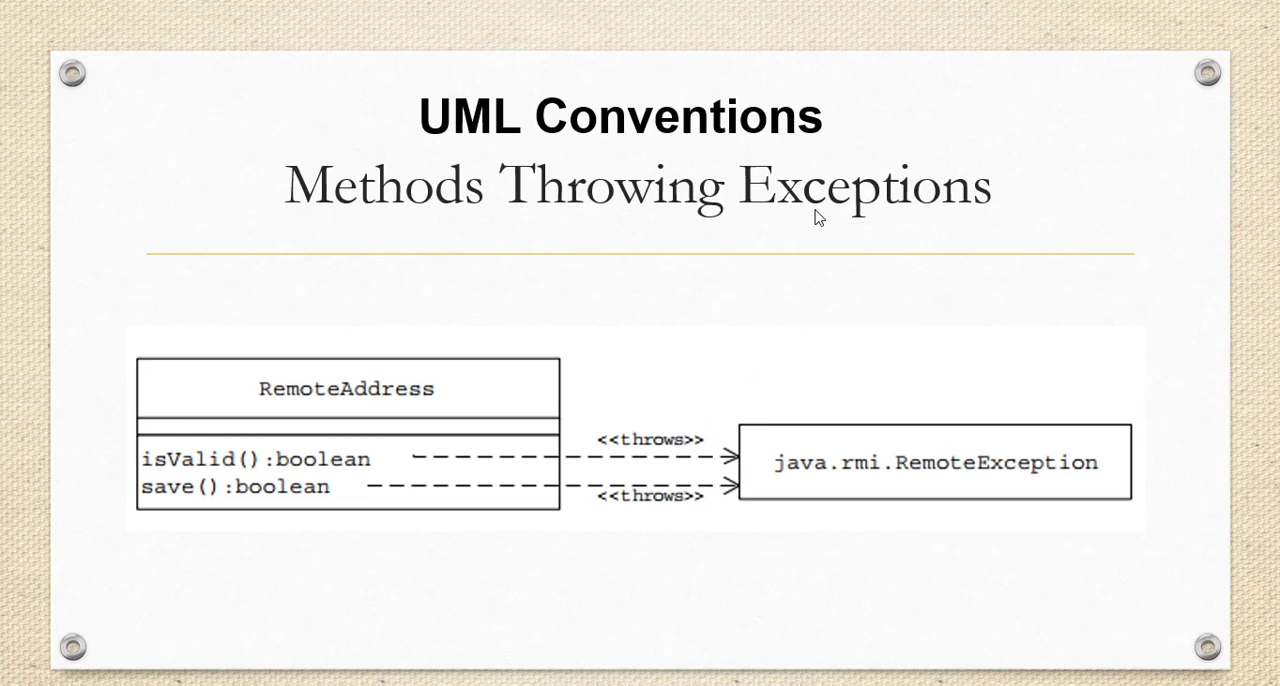 UML Conventions
Methods Throwing Exceptions
RemoteAddress
<<throws>>
isValid():boolean
java.rmi.RemoteException
save():boolean
<<throws>>